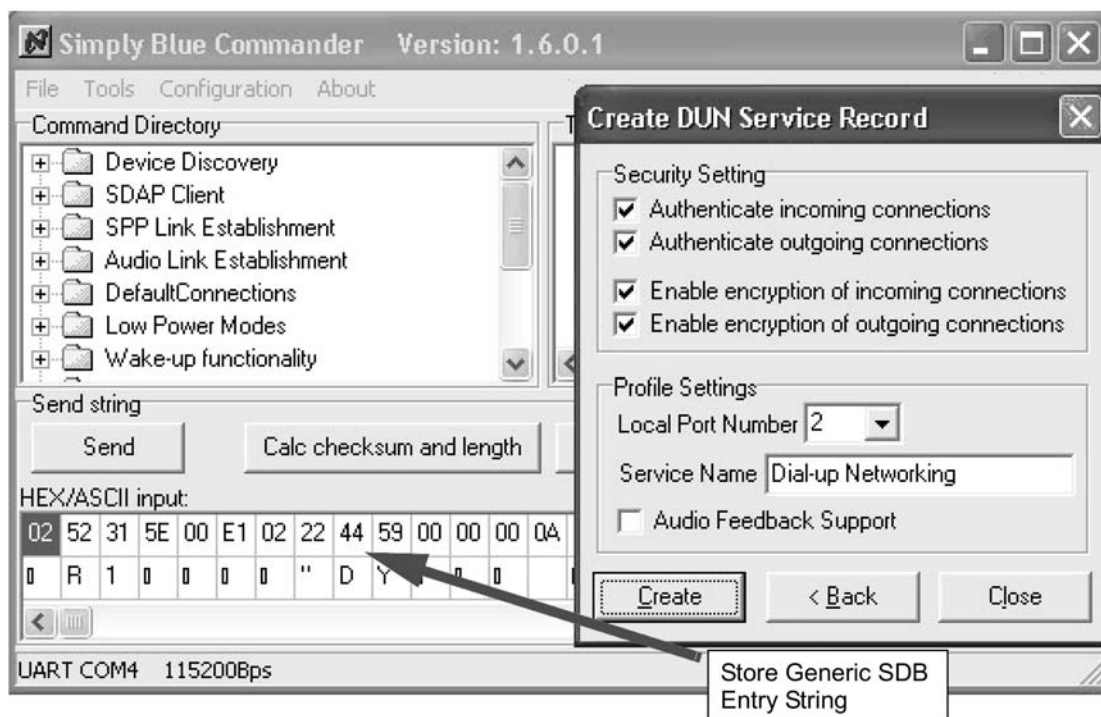 Simply Blue Commander Version: 1.6.0.1
File Tools Configuration About
Command Directory
Device Discovery
SDAP Client
SPP Link Establishment
Audio Link Establishment
DefaultConnections
Low Power Modes
Wake-up functionality
Send string
Send
Calc checksum and length
HEX/ASCII input:
02 52 31 5E 00 E1 02 22 44 59 00 00 00 0A
R 1 " D Y
UART COM4 115200Bps
Create DUN Service Record
Security Setting
Authenticate incoming connections
Authenticate outgoing connections
Enable encryption of incoming connections
Enable encryption of outgoing connections
Profile Settings
Local Port Number 2
Service Name Dial-up Networking
Audio Feedback Support
Create
< Back
Close
Store Generic SDB
Entry String